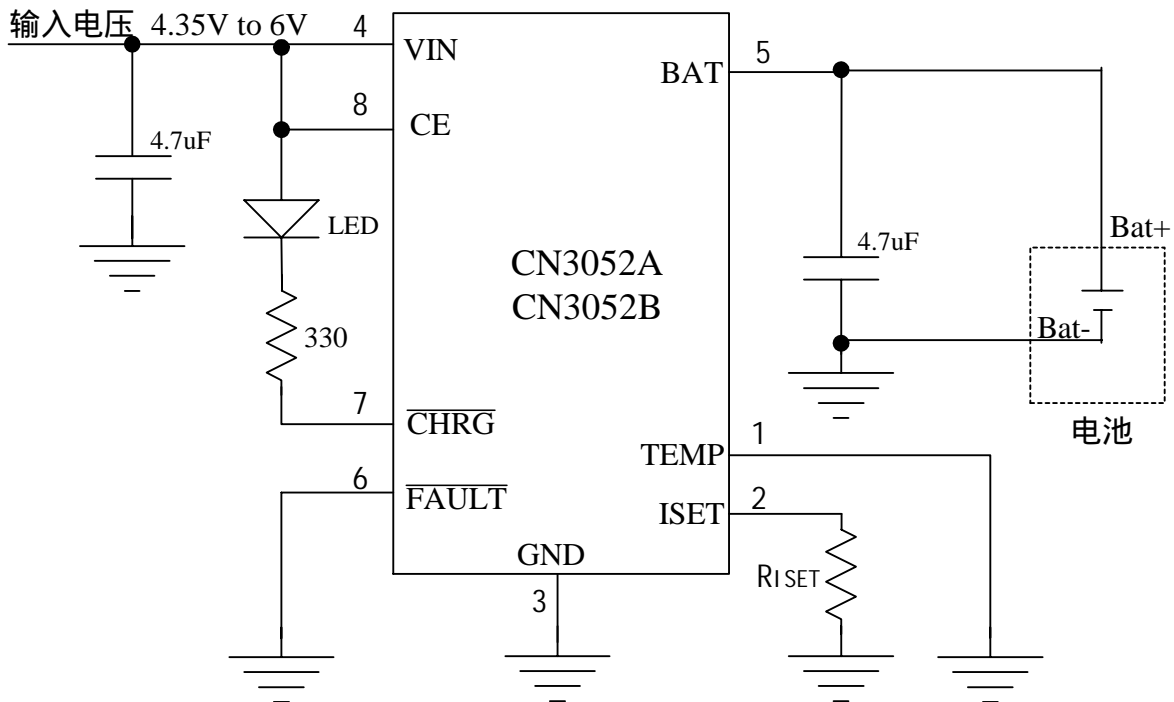 输入电压 4.35V to 6V
4
VIN
5
BAT
8
CE
4.7uF
LED
CN3052A
CN3052B
4.7uF
Bat+
Bat-
电池
330
7
CHRG
1
TEMP
6
FAULT
2
ISET
GND
3
RISET